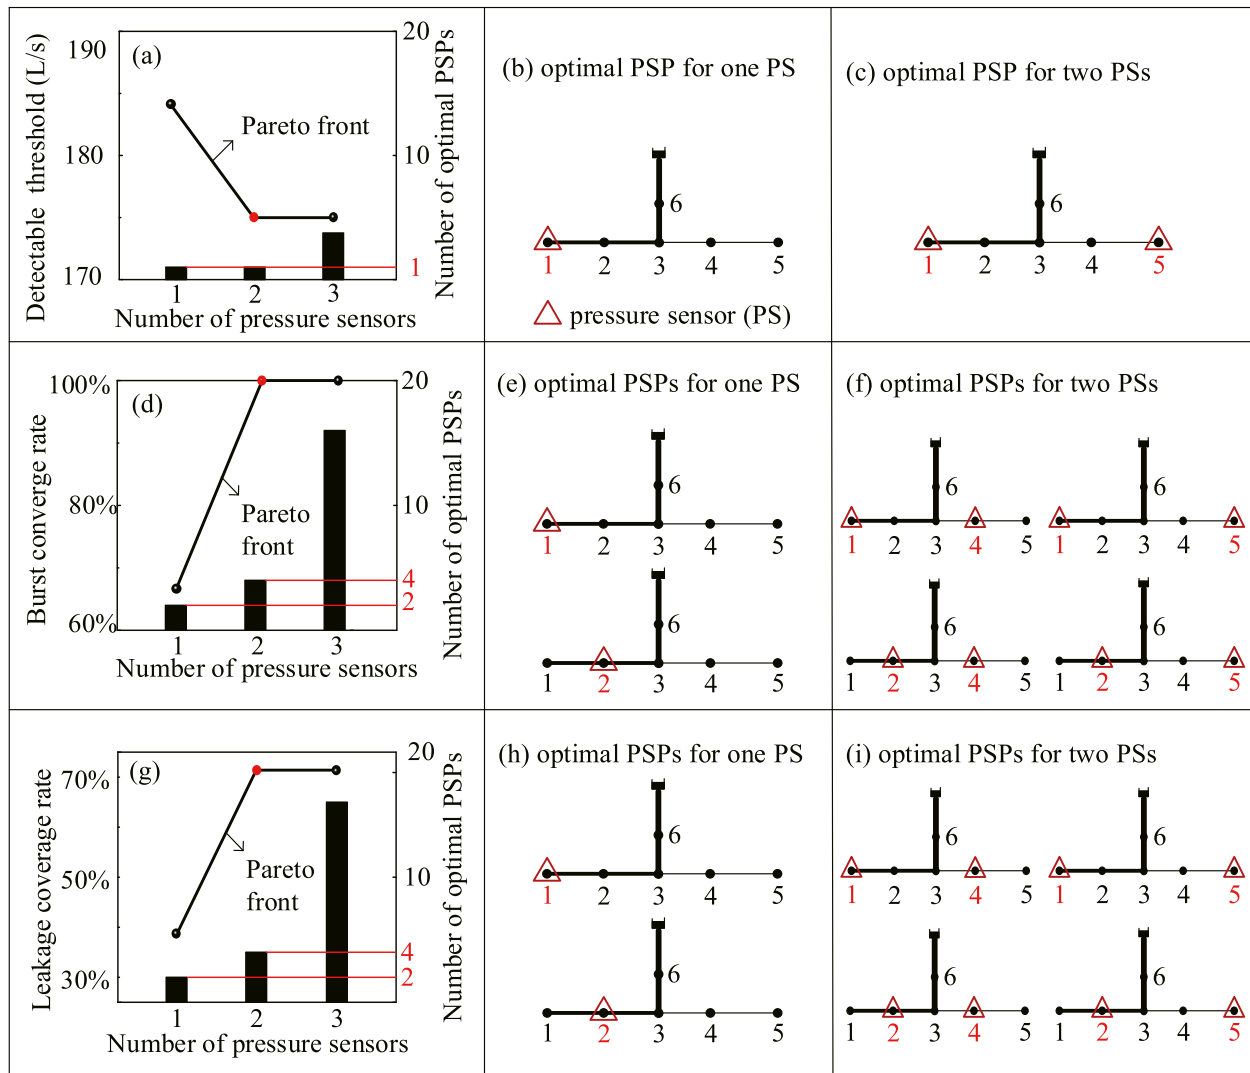 190
180
170
Detectable threshold (L/s)
(a)
Pareto front
20
10
1
Number of optimal PSPs
1 2 3
Number of pressure sensors
(b) optimal PSP for one PS
6
1 2 3 4 5
pressure sensor (PS)
(c) optimal PSP for two PSs
6
1 2 3 4 5
100%
80%
60%
Burst converge rate
(d)
Pareto
front
20
10
4
2
Number of optimal PSPs
1 2 3
Number of pressure sensors
(e) optimal PSPs for one PS
6
1 2 3 4 5
6
1 2 3 4 5
(f) optimal PSPs for two PSs
6 6
1 2 3 4 5 1 2 3 4 5
6 6
1 2 3 4 5 1 2 3 4 5
70%
50%
30%
Leakage coverage rate
(g)
Pareto
front
20
10
4
2
Number of optimal PSPs
1 2 3
Number of pressure sensors
(h) optimal PSPs for one PS
6
1 2 3 4 5
6
1 2 3 4 5
(i) optimal PSPs for two PSs
6 6
1 2 3 4 5 1 2 3 4 5
6 6
1 2 3 4 5 1 2 3 4 5